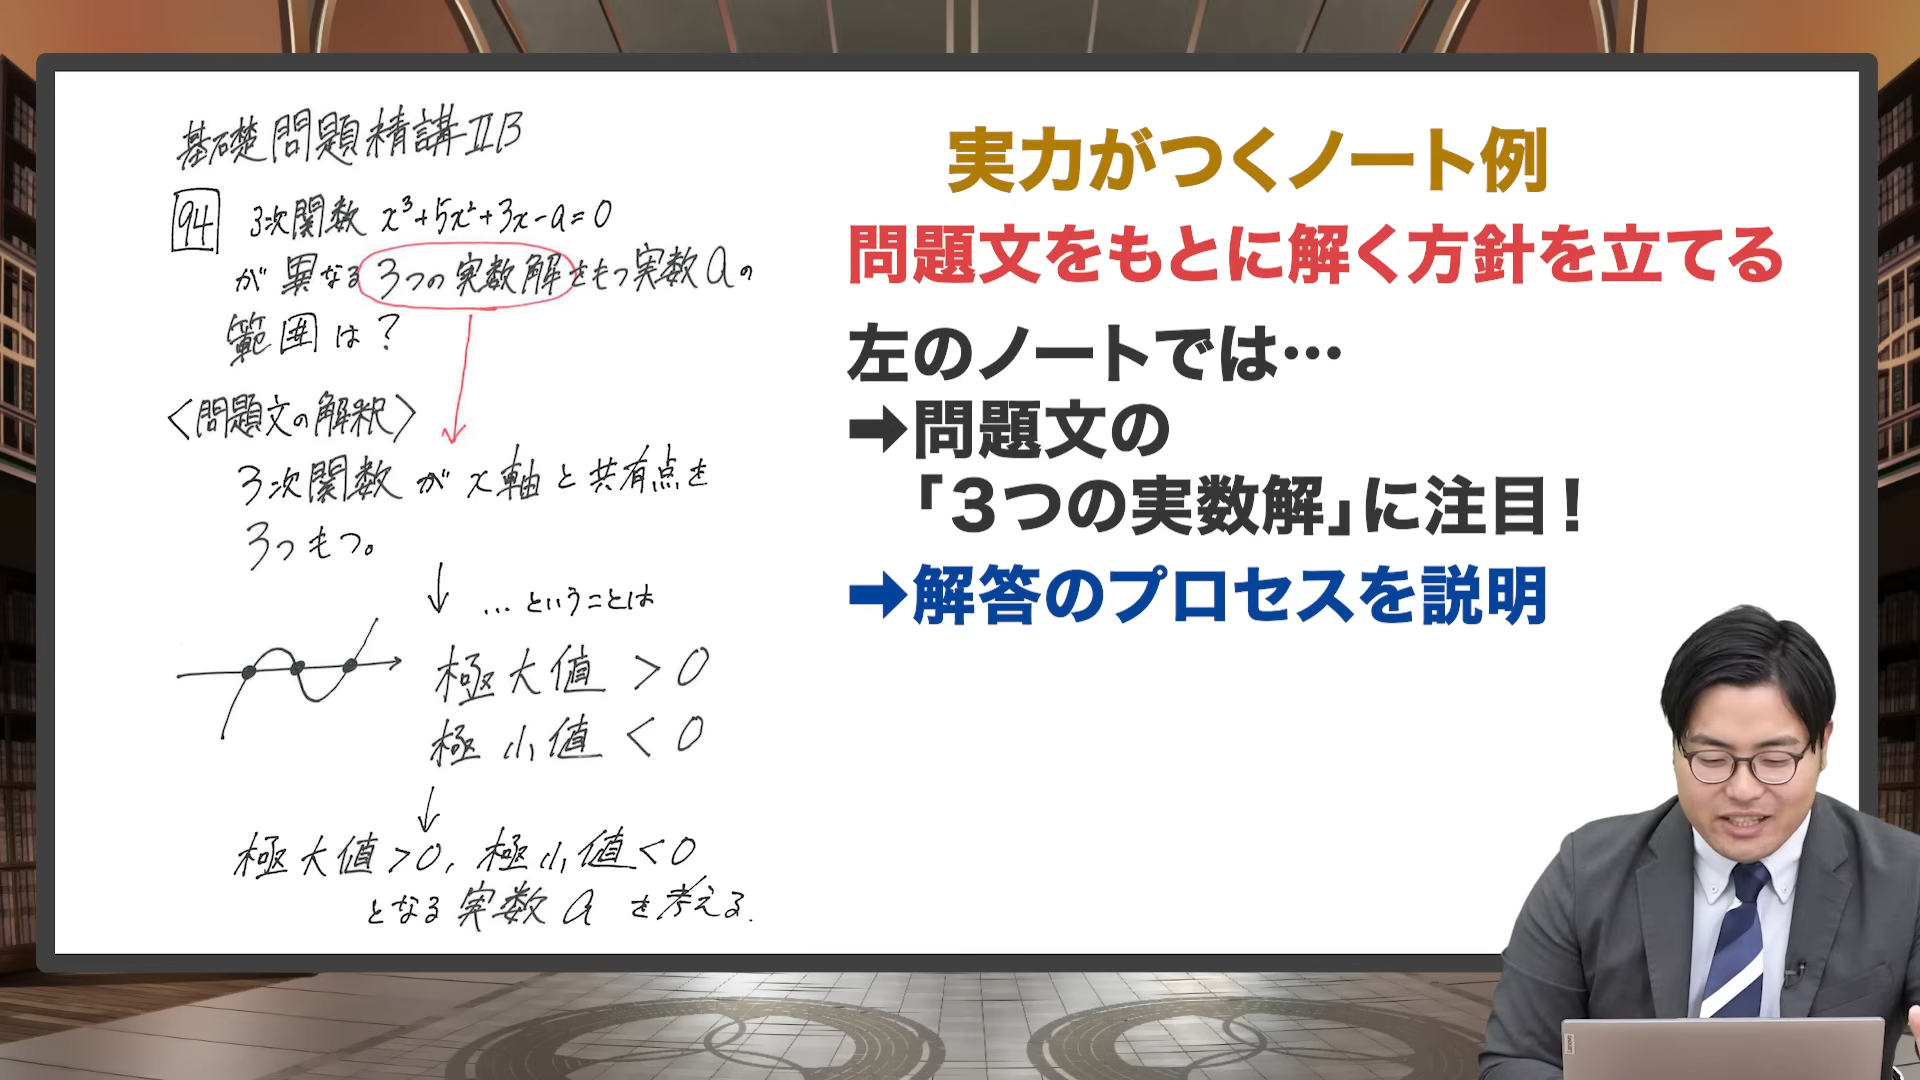 基礎問題精講ⅡB
94 3次関数 x³+5x²+3x-a=0
が異なる3つの実数解をもつ実数aの
範囲は?
〈問題文の解釈〉
3次関数がx軸と共有点を
3つもつ。
↓ …ということは
極大値 > 0
極小値 < 0
↓
極大値>0, 極小値<0
となる実数aを考える.
実力がつくノート例
問題文をもとに解く方針を立てる
左のノートでは…
➡問題文の
「3つの実数解」に注目!
➡解答のプロセスを説明
Lenovo